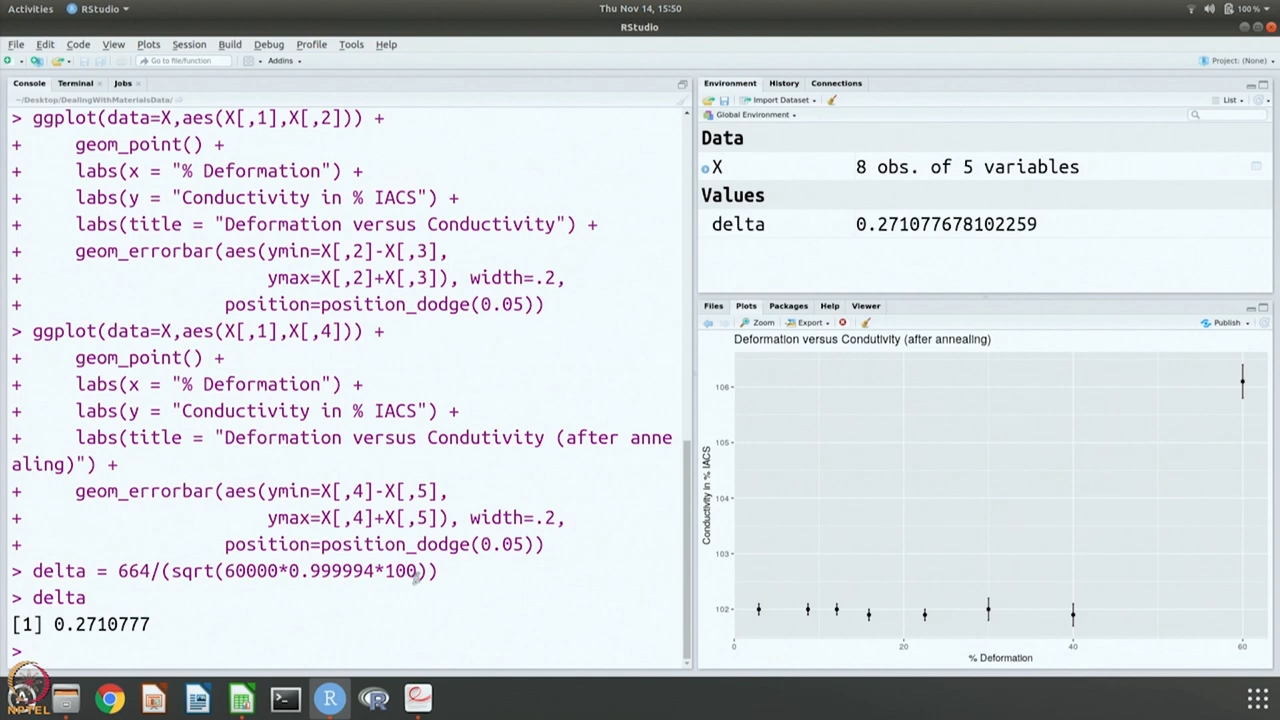 Activities RStudio Thu Nov 14, 15:50 100 %
RStudio
File Edit Code View Plots Session Build Debug Profile Tools Help
Go to file/function Addins Project: (None)
Console Terminal Jobs
~/Desktop/DealingWithMaterialsData/
> ggplot(data=X,aes(X[,1],X[,2])) +
+ geom_point() +
+ labs(x = "% Deformation") +
+ labs(y = "Conductivity in % IACS") +
+ labs(title = "Deformation versus Conductivity") +
+ geom_errorbar(aes(ymin=X[,2]-X[,3],
+ ymax=X[,2]+X[,3]), width=.2,
+ position=position_dodge(0.05))
> ggplot(data=X,aes(X[,1],X[,4])) +
+ geom_point() +
+ labs(x = "% Deformation") +
+ labs(y = "Conductivity in % IACS") +
+ labs(title = "Deformation versus Condutivity (after anne
aling)") +
+ geom_errorbar(aes(ymin=X[,4]-X[,5],
+ ymax=X[,4]+X[,5]), width=.2,
+ position=position_dodge(0.05))
> delta = 664/(sqrt(60000*0.999994*100))
> delta
[1] 0.2710777
>
Environment History Connections
Import Dataset List
Global Environment
Data
X 8 obs. of 5 variables
Values
delta 0.271077678102259
Files Plots Packages Help Viewer
Zoom Export Publish
Deformation versus Condutivity (after annealing)
106
105
104
103
102
Conductivity in % IACS
0 20 40 60
% Deformation
NPTEL